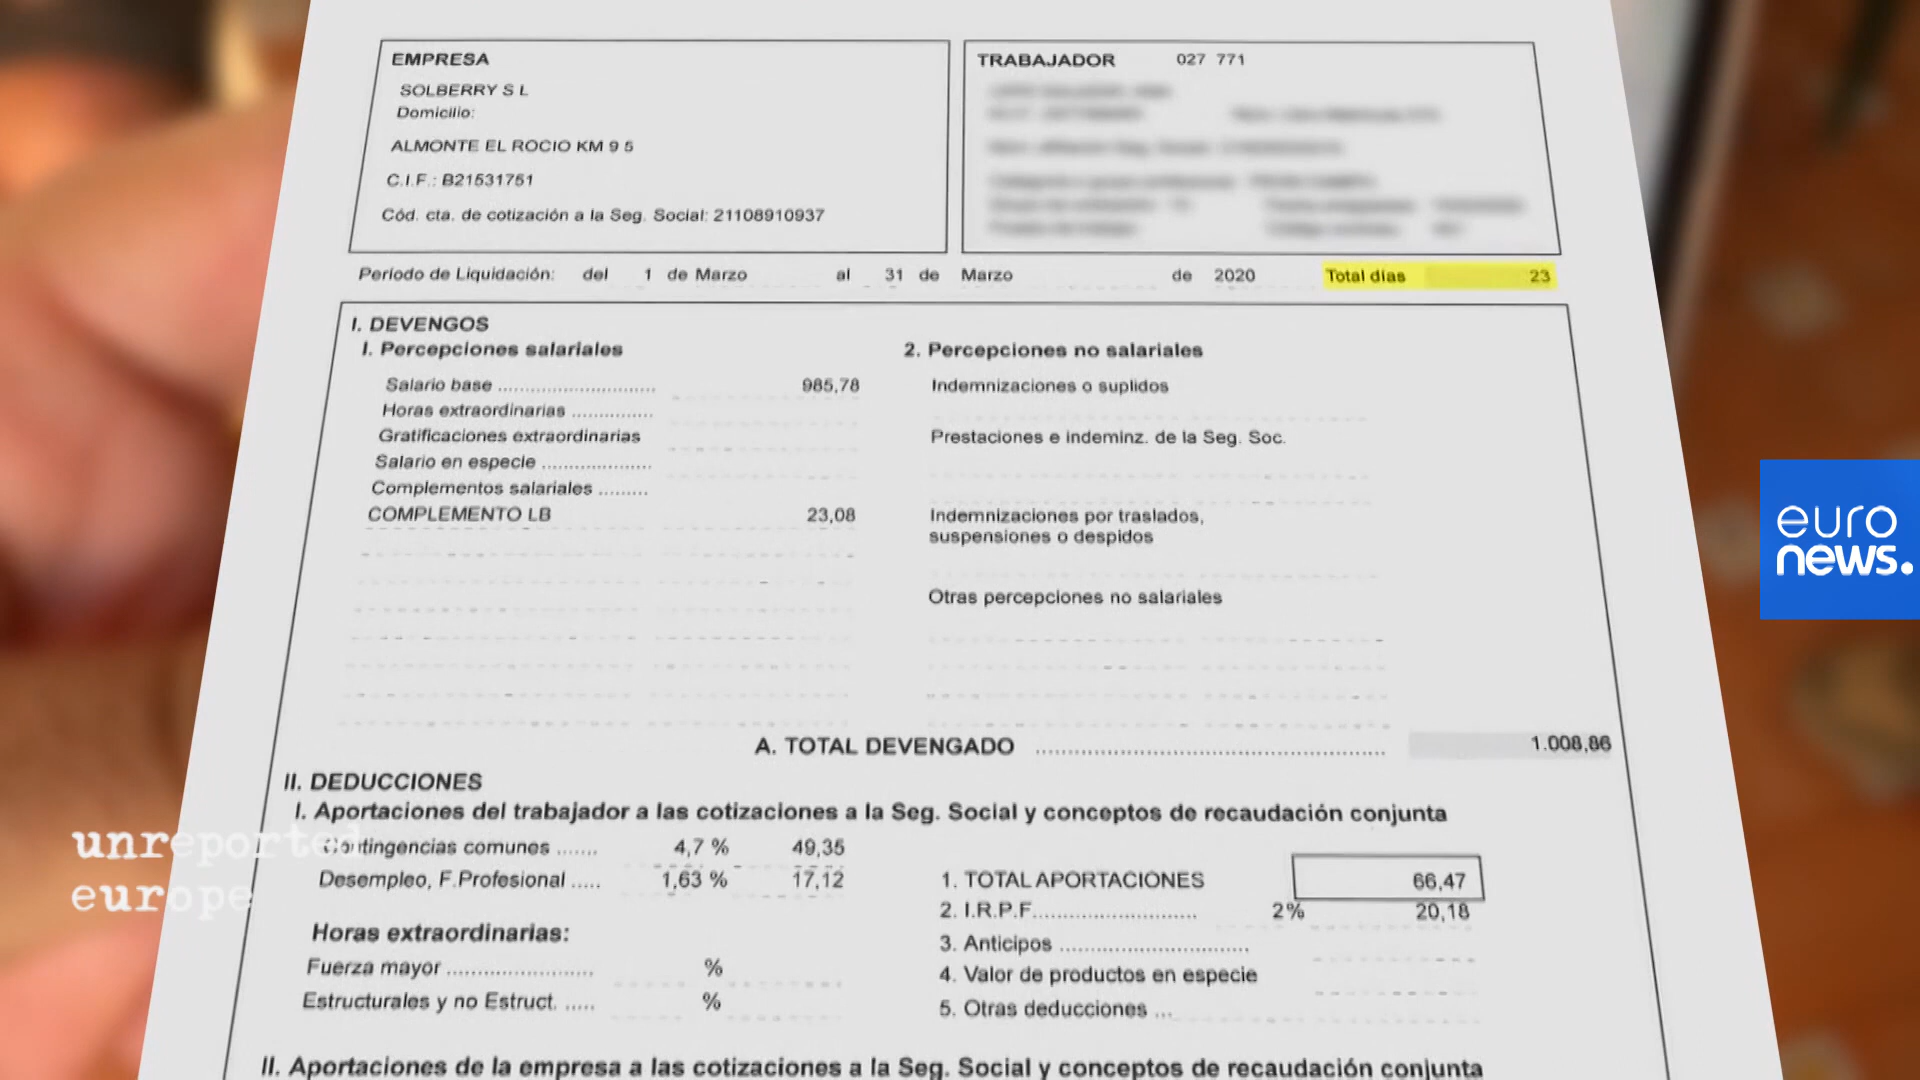 EMPRESA
SOLBERRY S L
Domicilio:
ALMONTE EL ROCIO KM 9 5
C.I.F.: B21531751
Cód. cta. de cotización a la Seg. Social: 21108910937
TRABAJADOR 027 771
Periodo de Liquidación: del 1 de Marzo al 31 de Marzo de 2020 Total días 23
I. DEVENGOS
I. Percepciones salariales
Salario base ............................ 985,78
Horas extraordinarias ..............
Gratificaciones extraordinarias
Salario en especie ...................
Complementos salariales .........
COMPLEMENTO LB 23,08
2. Percepciones no salariales
Indemnizaciones o suplidos
Prestaciones e indeminz. de la Seg. Soc.
Indemnizaciones por traslados,
suspensiones o despidos
Otras percepciones no salariales
A. TOTAL DEVENGADO ............................................................. 1.008,86
II. DEDUCCIONES
I. Aportaciones del trabajador a las cotizaciones a la Seg. Social y conceptos de recaudación conjunta
Contingencias comunes ....... 4,7 % 49,35
Desempleo, F.Profesional ..... 1,63 % 17,12
Horas extraordinarias:
Fuerza mayor ......................... %
Estructurales y no Estruct. ..... %
1. TOTAL APORTACIONES 66,47
2. I.R.P.F............................ 2% 20,18
3. Anticipos ................................
4. Valor de productos en especie
5. Otras deducciones ...
II. Aportaciones de la empresa a las cotizaciones a la Seg. Social y conceptos de recaudación conjunta
unreported
europe
euro
news.